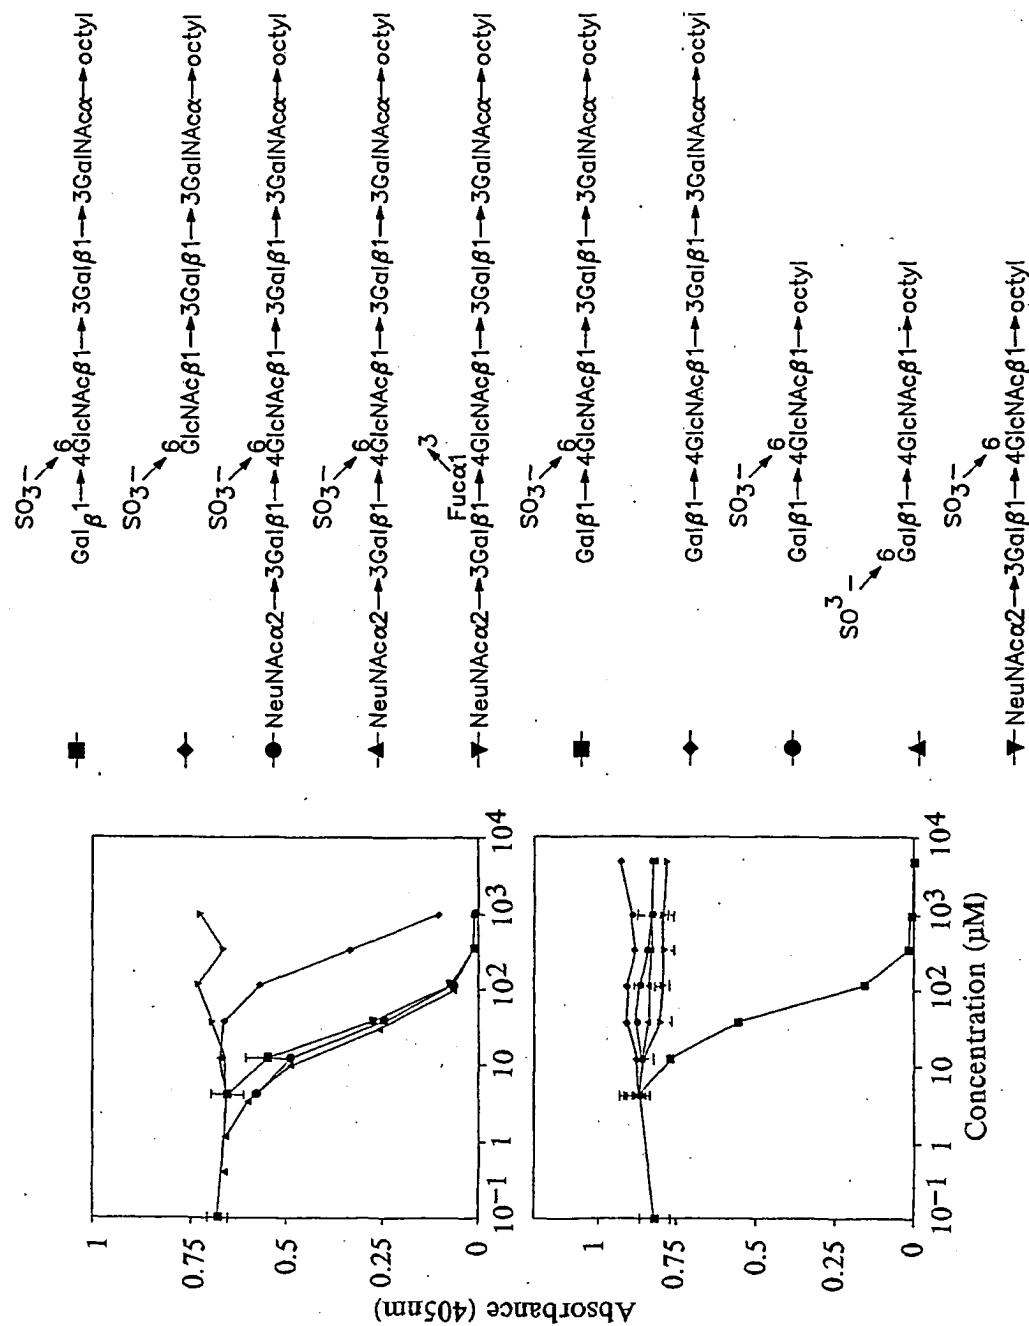 Absorbance (405nm)
1
0.5
0
10⁻¹
1
10
10²
10³
10⁴
SO₃⁻
6
Galβ1→4GlcNAcβ1→3Galβ1→3GalNAcα→octyl
SO₃⁻
6
GlcNAcβ1→3Galβ1→3GalNAcα→octyl
SO₃⁻
6
NeuNAcα2→3Galβ1→4GlcNAcβ1→3Galβ1→3GalNAcα→octyl
SO₃⁻
6
NeuNAcα2→3Galβ1→4GlcNAcβ1→3Galβ1→3GalNAcα→octyl
Fucα1
3
NeuNAcα2→3Galβ1→4GlcNAcβ1→3Galβ1→3GalNAcα→octyl
1
0.75
0.5
0.25
0
10⁻¹
1
10
10²
10³
10⁴
Concentration (µM)
SO₃⁻
6
Galβ1→4GlcNAcβ1→3Galβ1→3GalNAcα→octyl
Galβ1→4GlcNAcβ1→3Galβ1→3GalNAcα→octyl
SO₃⁻
6
Galβ1→4GlcNAcβ1→octyl
SO³⁻
6
Galβ1→4GlcNAcβ1→octyl
SO₃⁻
6
NeuNAcα2→3Galβ1→4GlcNAcβ1→octyl